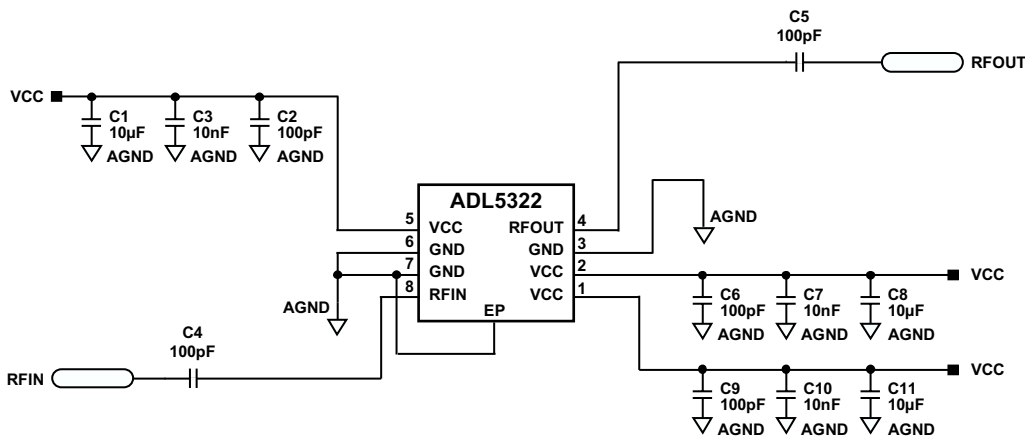 C5
100pF
RFOUT
VCC
C1
10µF
AGND
C3
10nF
AGND
C2
100pF
AGND
ADL5322
5
VCC
6
GND
7
GND
8
RFIN
RFOUT
4
GND
3
VCC
2
VCC
1
EP
AGND
AGND
VCC
C6
100pF
AGND
C7
10nF
AGND
C8
10µF
AGND
C4
100pF
RFIN
VCC
C9
100pF
AGND
C10
10nF
AGND
C11
10µF
AGND